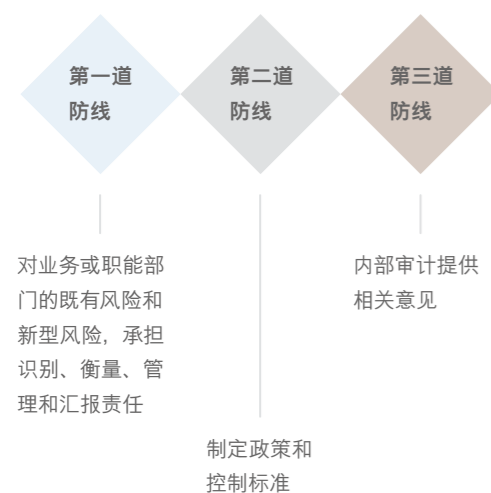 第一道
防线
第二道
防线
第三道
防线
对业务或职能部
门的既有风险和
新型风险，承担
识别、衡量、管
理和汇报责任
内部审计提供
相关意见
制定政策和
控制标准